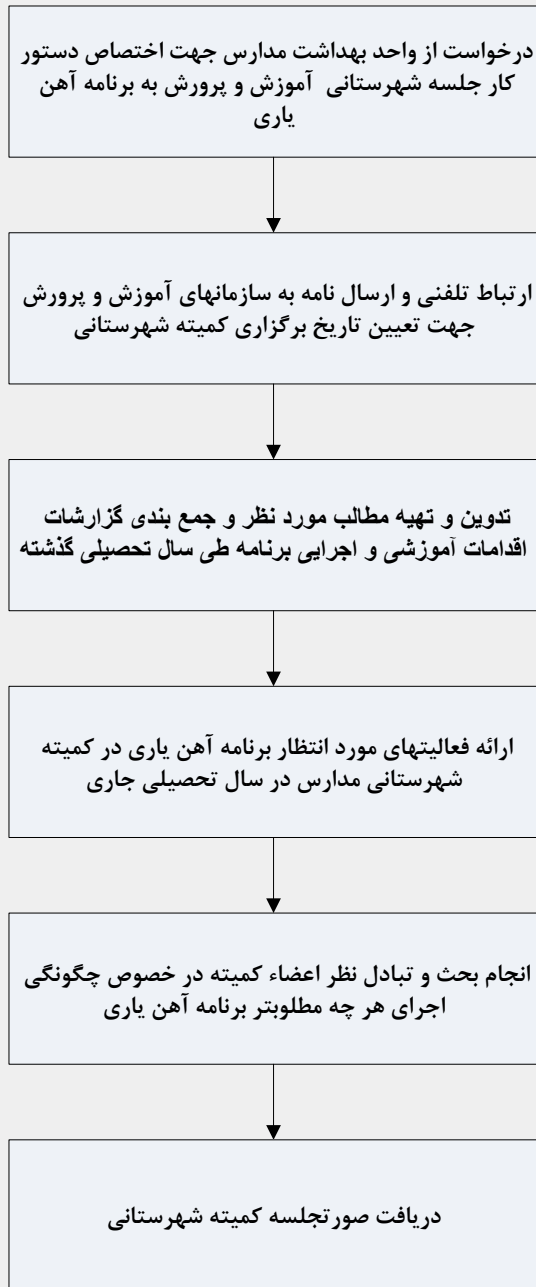 درخواست از واحد بهداشت مدارس جهت اختصاص دستور
کار جلسه شهرستانی آموزش و پرورش به برنامه آهن
یاری
ارتباط تلفنی و ارسال نامه به سازمانهای آموزش و پرورش
جهت تعیین تاریخ برگزاری کمیته شهرستانی
تدوین و تهیه مطالب مورد نظر و جمع بندی گزارشات
اقدامات آموزشی و اجرایی برنامه طی سال تحصیلی گذشته
ارائه فعالیتهای مورد انتظار برنامه آهن یاری در کمیته
شهرستانی مدارس در سال تحصیلی جاری
انجام بحث و تبادل نظر اعضاء کمیته در خصوص چگونگی
اجرای هر چه مطلوبتر برنامه آهن یاری
دریافت صورتجلسه کمیته شهرستانی